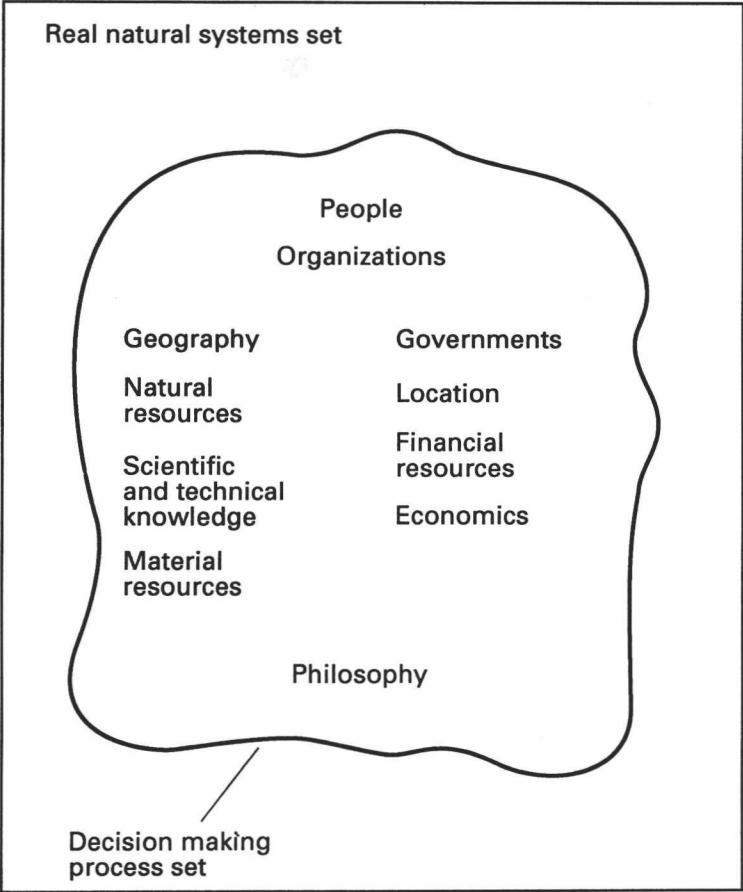 Real natural systems set
People
Organizations
Geography
Natural
resources
Scientific
and technical
knowledge
Material
resources
Governments
Location
Financial
resources
Economics
Philosophy
Decision making
process set